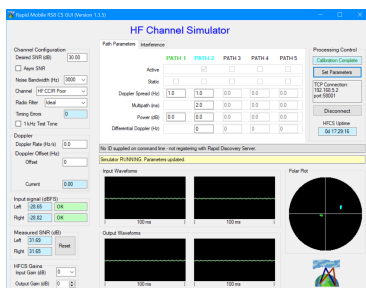 Rapid Mobile RS8 CS GUI (Version 1.3.5)
HF Channel Simulator
Channel Configuration
Desired SNR (dB) 30.00
Asym SNR
Noise Bandwidth (Hz) 3000
Channel HF:CCIR Poor
Radio Filter Ideal
Timing Errors 0
1 kHz Test Tone
Doppler
Doppler Rate (Hz/s) 0.0
Doppler Offset (Hz)
Offset 0
Current 0.00
Input signal (dBFS)
Left -28.65 OK
Right -28.82 OK
Measured SNR (dB)
Left 31.69
Right 31.65
Reset
HFCS Gains
Input Gain (dB) 0
Output Gain (dB) 0
Path Parameters Interference
PATH 1 PATH 2 PATH 3 PATH 4 PATH 5
Active
Static
Doppler Spread (Hz) 1.0 1.0 0.0 0.0 0.0
Multipath (ms) 2.0 0.0 0.0 0.0
Power (dB) 0.0 0.0 0.0 0.0 0.0
Differential Doppler (Hz) 0 0 0 0
No ID supplied on command line - not registering with Rapid Discovery Server.
Simulator RUNNING. Parameters updated.
Input Waveforms
100 ms
100 ms
Output Waveforms
100 ms
100 ms
Polar Plot
Processing Control
Calibration Complete
Set Parameters
TCP Connection:
192.168.5.2
port:58001
Disconnect
HFCS Uptime
0d 17:29:16